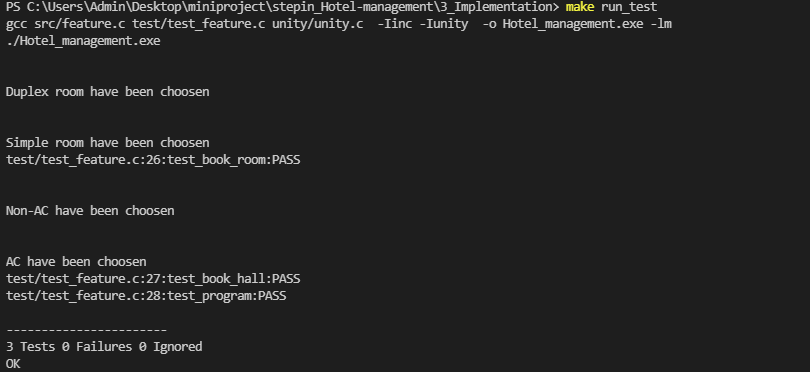 PS C:\Users\Admin\Desktop\miniproject\stepin_Hotel-management\3_Implementation> make run_test
gcc src/feature.c test/test_feature.c unity/unity.c  -Iinc -Iunity  -o Hotel_management.exe -lm
./Hotel_management.exe
Duplex room have been choosen
Simple room have been choosen
test/test_feature.c:26:test_book_room:PASS
Non-AC have been choosen
AC have been choosen
test/test_feature.c:27:test_book_hall:PASS
test/test_feature.c:28:test_program:PASS
-----------------------
3 Tests 0 Failures 0 Ignored
OK